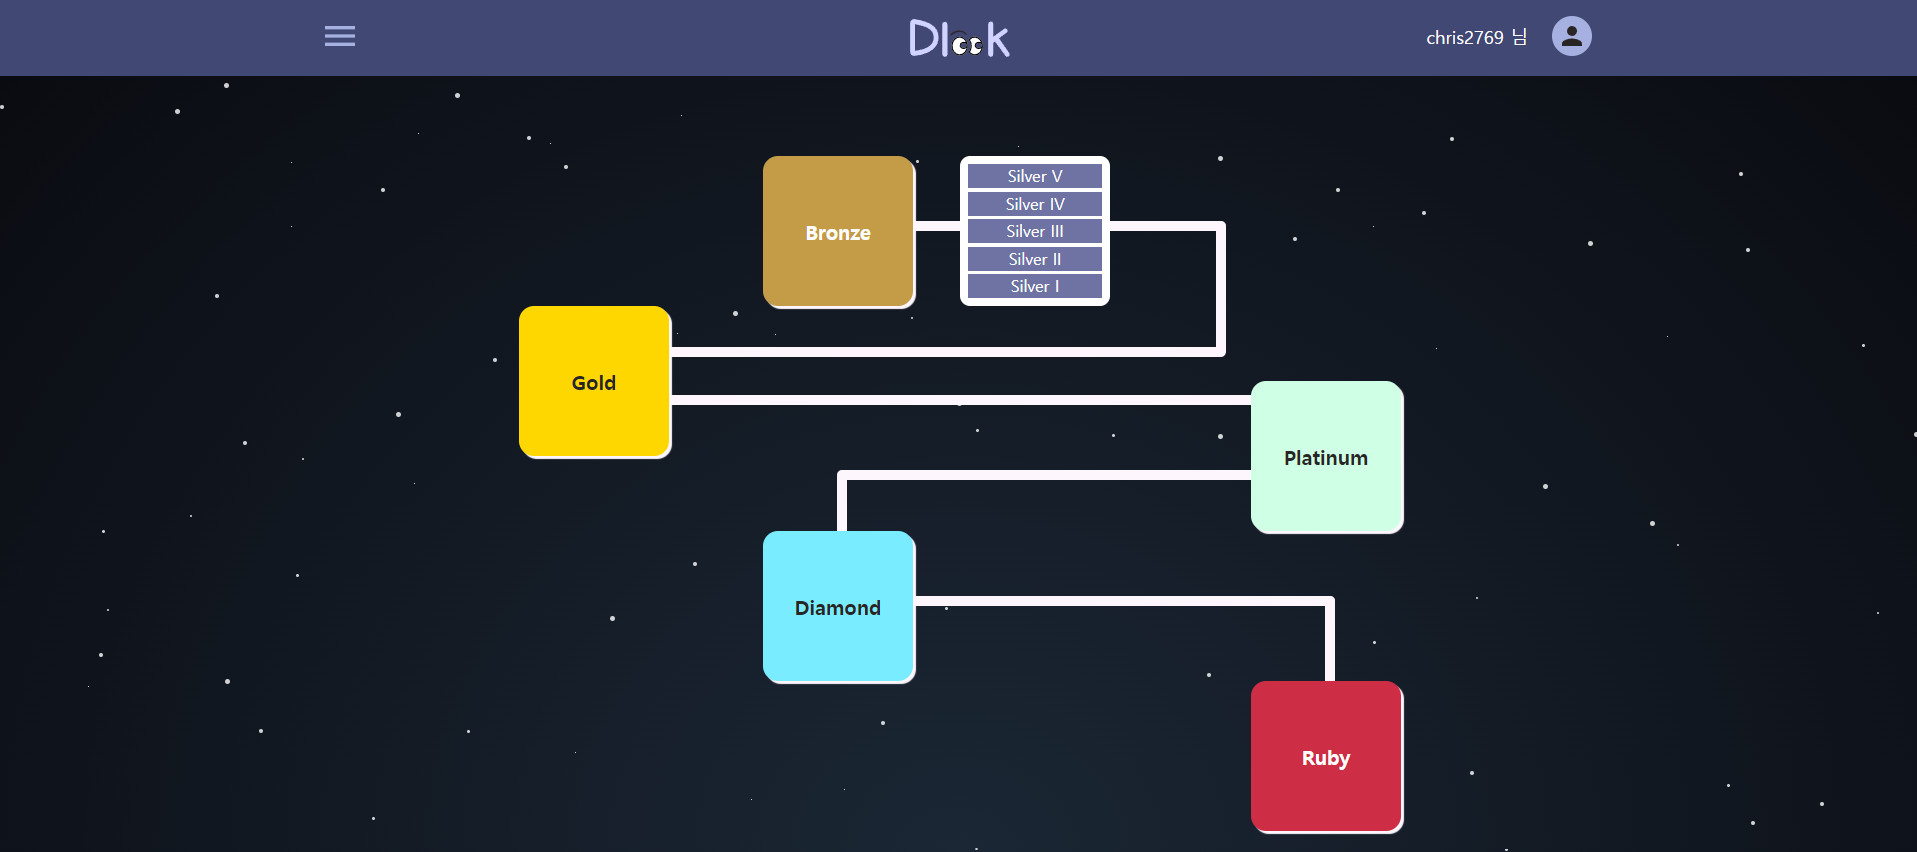 Dlook
chris2769 님
Bronze
Silver V
Silver IV
Silver III
Silver II
Silver I
Gold
Platinum
Diamond
Ruby